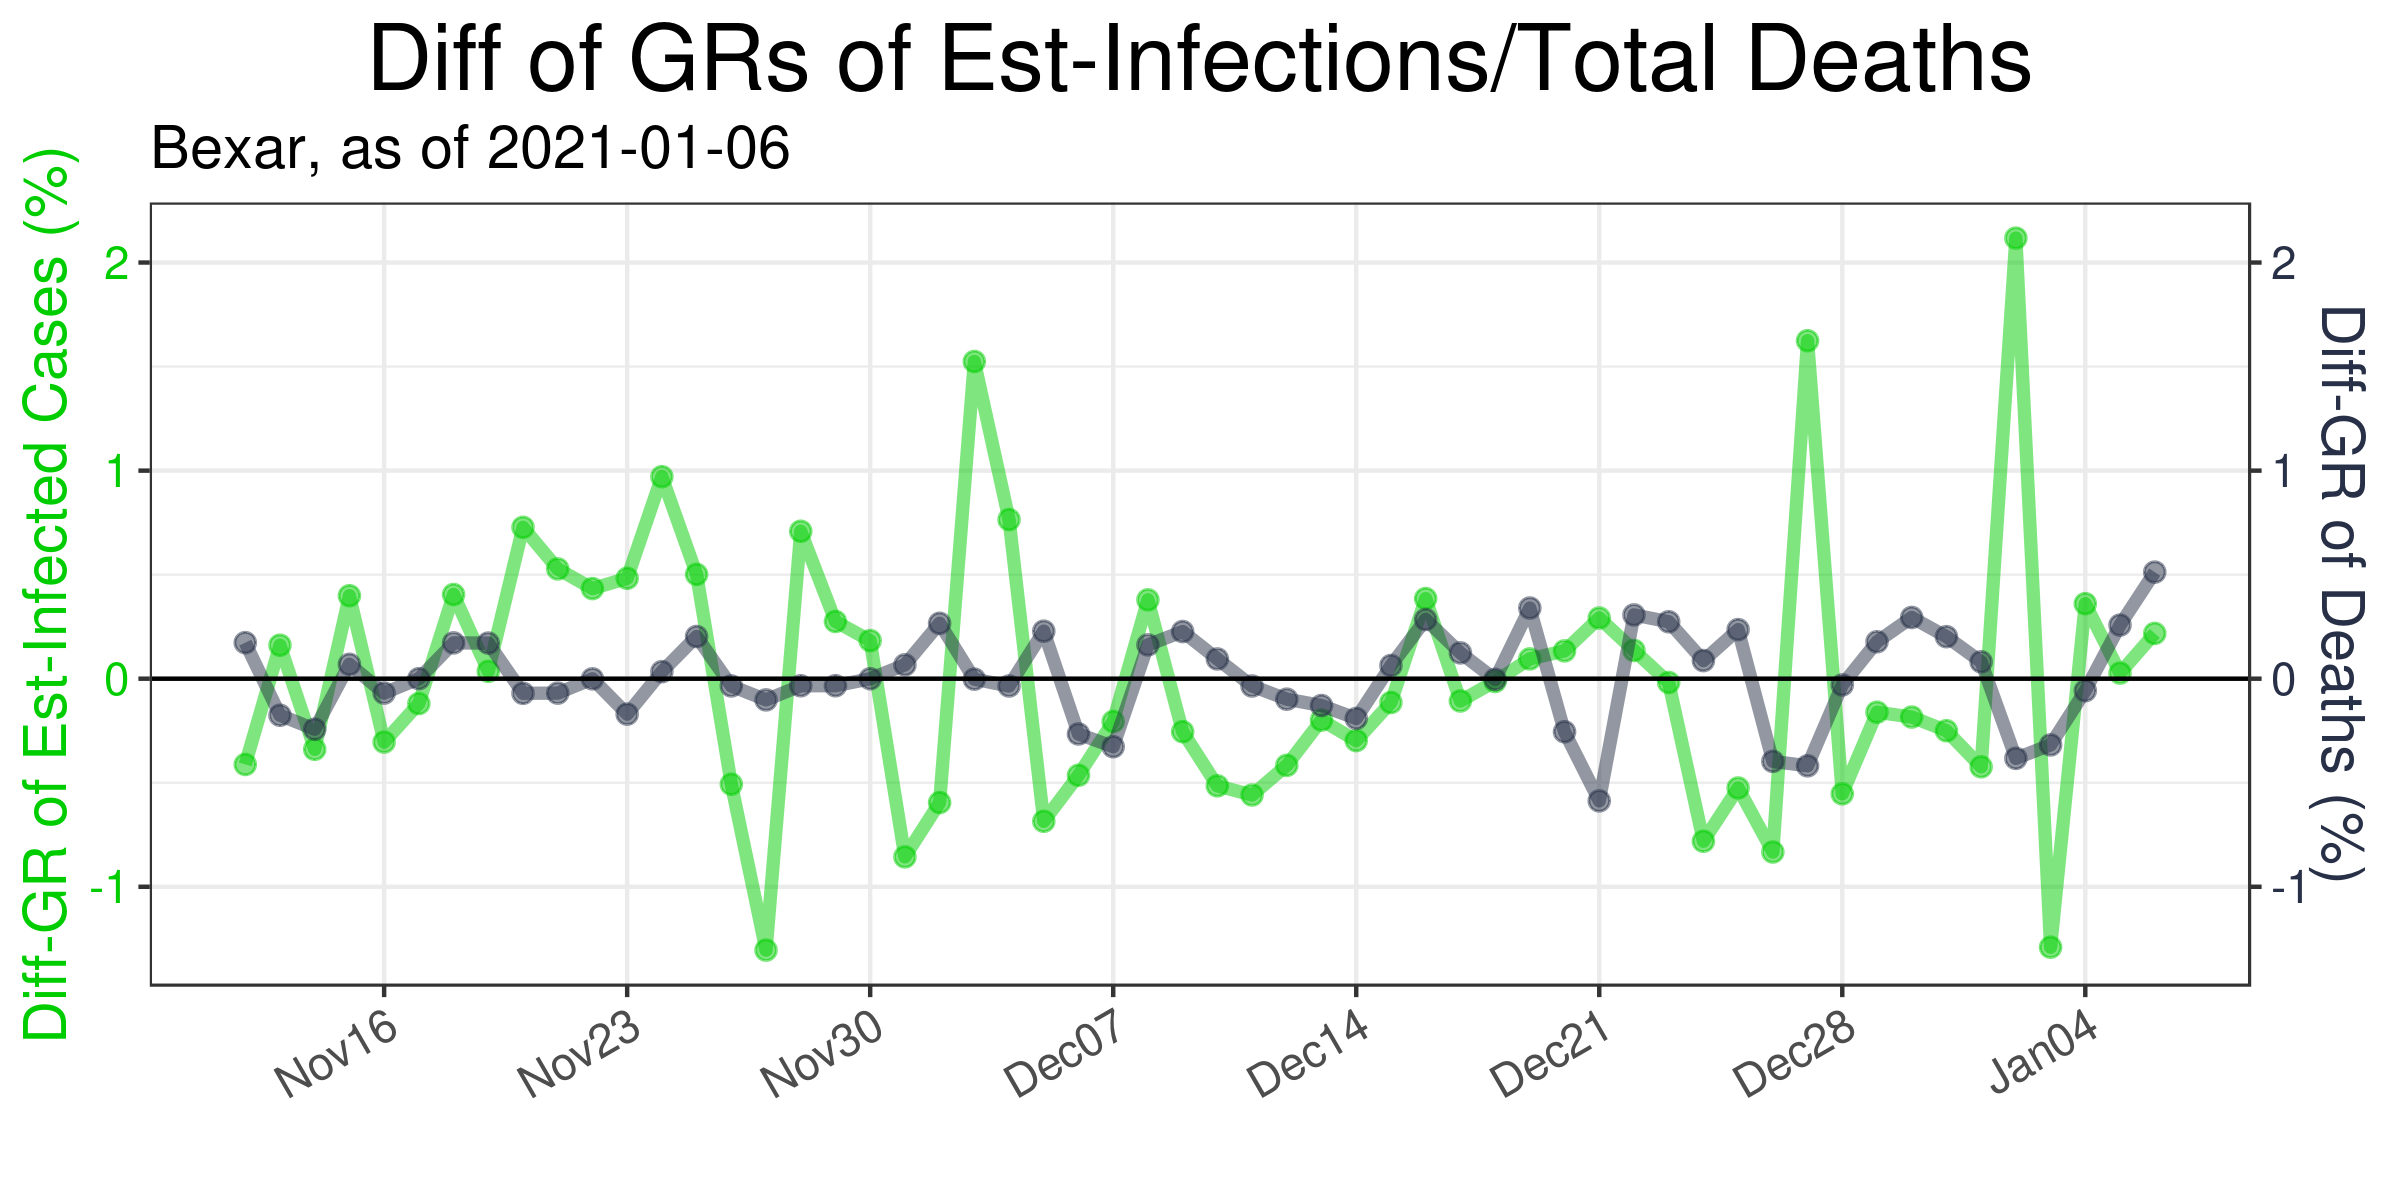 Diff of GRs of Est-Infections/Total Deaths
Bexar, as of 2021-01-06
Diff-GR of Est-Infected Cases (%)
2
1
0
-1
2
1
0
-1
Diff-GR of Deaths (%)
Nov16
Nov23
Nov30
Dec07
Dec14
Dec21
Dec28
Jan04